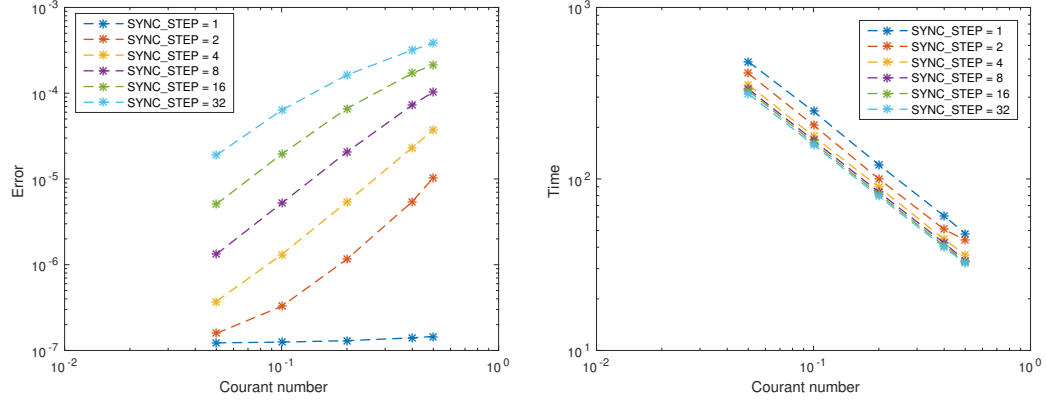 10^-3
10^-4
10^-5
10^-6
10^-7
Error
SYNC_STEP = 1
SYNC_STEP = 2
SYNC_STEP = 4
SYNC_STEP = 8
SYNC_STEP = 16
SYNC_STEP = 32
10^-2
10^-1
10^0
Courant number
10^3
10^2
10^1
Time
SYNC_STEP = 1
SYNC_STEP = 2
SYNC_STEP = 4
SYNC_STEP = 8
SYNC_STEP = 16
SYNC_STEP = 32
10^-2
10^-1
10^0
Courant number